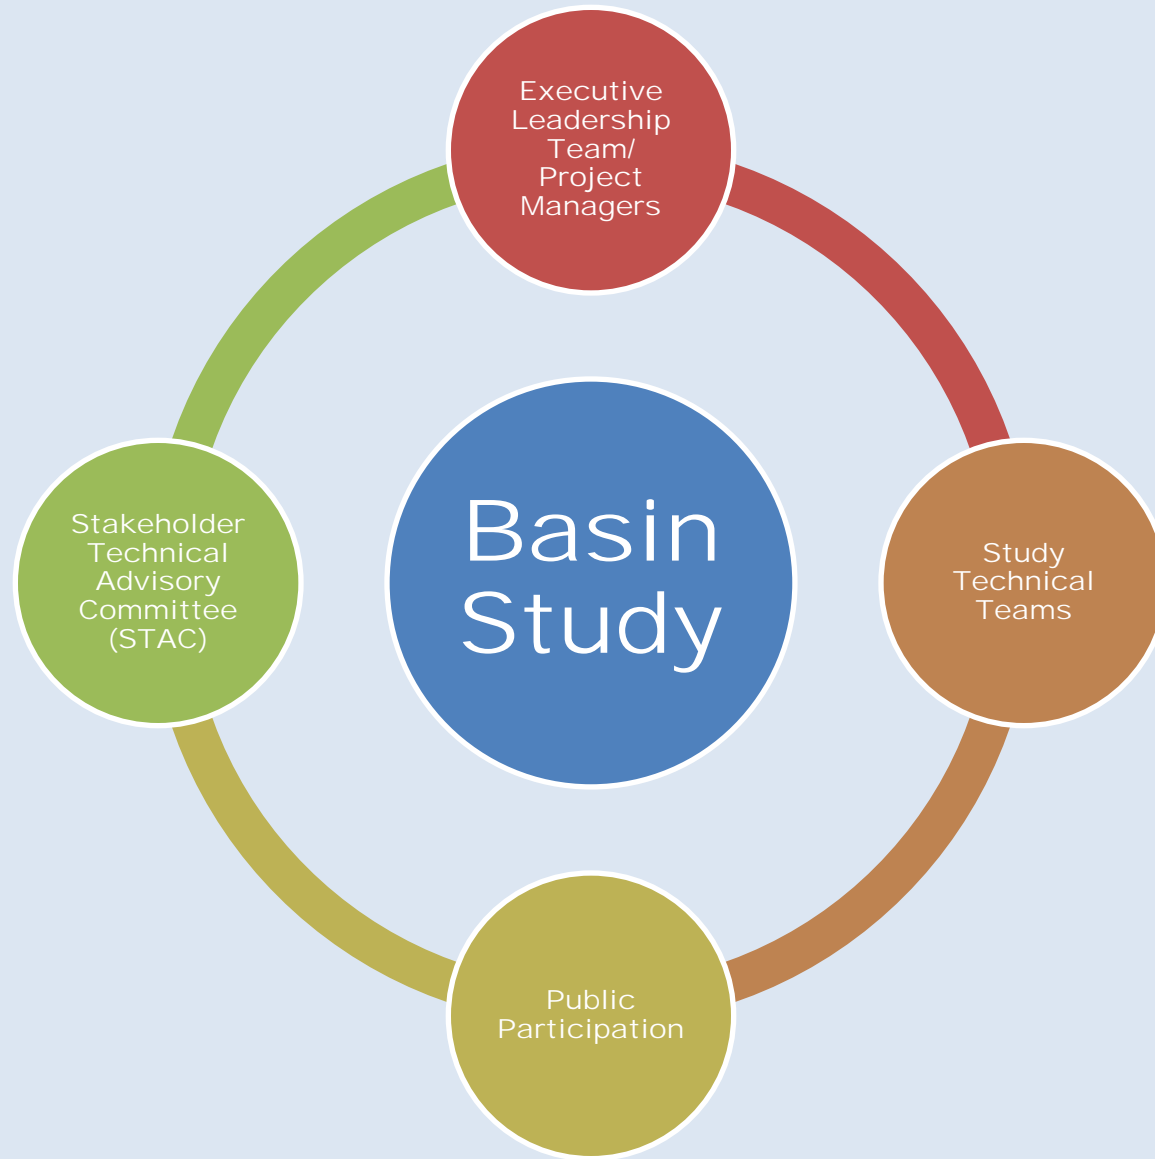 Executive
Leadership
Team/
Project
Managers
Stakeholder
Technical
Advisory
Committee
(STAC)
Basin
Study
Study
Technical
Teams
Public
Participation